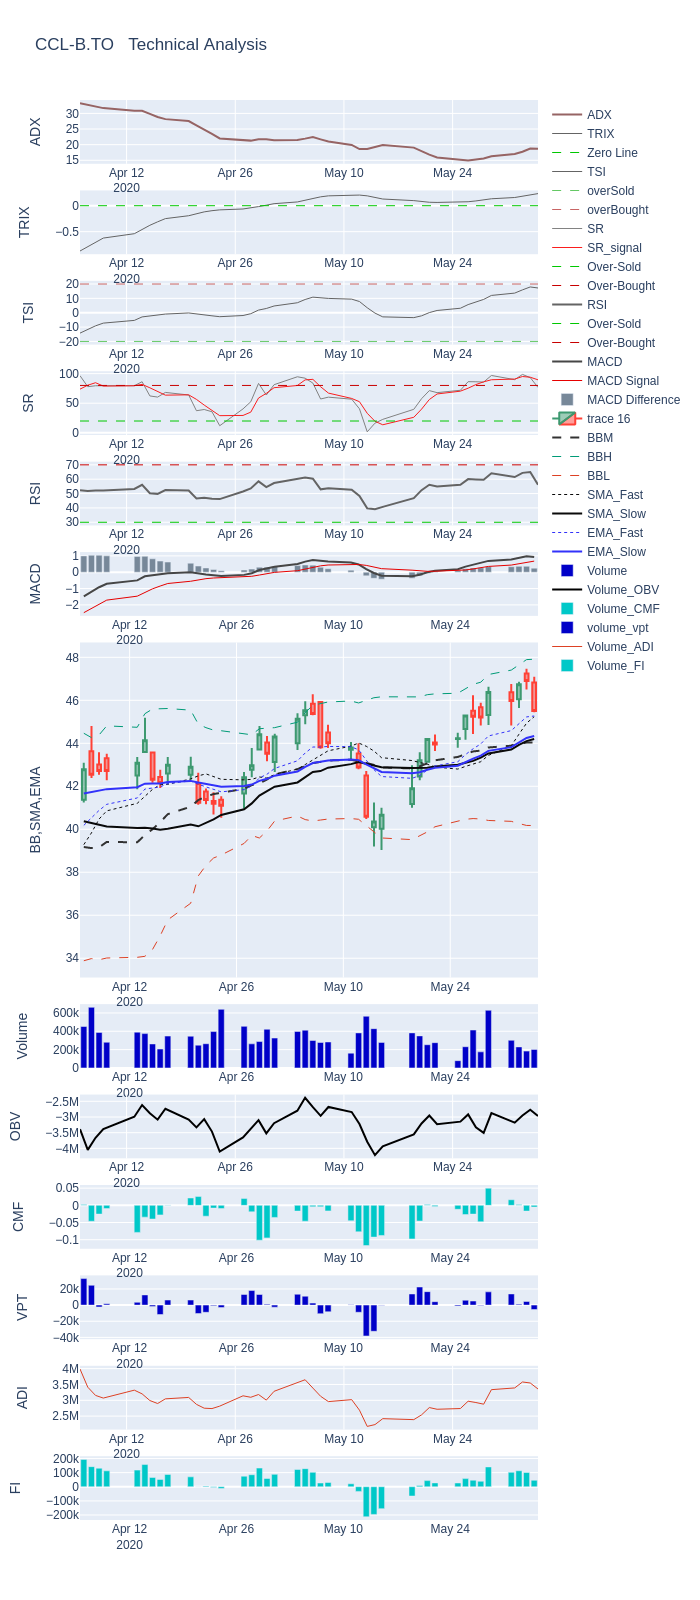 CCL-B.TO   Technical Analysis
ADX
30
25
20
15
Apr 12
2020
Apr 26
May 10
May 24
TRIX
0
−0.5
Apr 12
2020
Apr 26
May 10
May 24
TSI
20
10
0
−10
−20
Apr 12
2020
Apr 26
May 10
May 24
SR
100
50
0
Apr 12
2020
Apr 26
May 10
May 24
RSI
70
60
50
40
30
Apr 12
2020
Apr 26
May 10
May 24
MACD
1
0
−1
−2
Apr 12
2020
Apr 26
May 10
May 24
BB,SMA,EMA
48
46
44
42
40
38
36
34
Apr 12
2020
Apr 26
May 10
May 24
Volume
600k
400k
200k
0
Apr 12
2020
Apr 26
May 10
May 24
OBV
−2.5M
−3M
−3.5M
−4M
Apr 12
2020
Apr 26
May 10
May 24
CMF
0.05
0
−0.05
−0.1
Apr 12
2020
Apr 26
May 10
May 24
VPT
20k
0
−20k
−40k
Apr 12
2020
Apr 26
May 10
May 24
ADI
4M
3.5M
3M
2.5M
Apr 12
2020
Apr 26
May 10
May 24
FI
200k
100k
0
−100k
−200k
Apr 12
2020
Apr 26
May 10
May 24
ADX
TRIX
Zero Line
TSI
overSold
overBought
SR
SR_signal
Over-Sold
Over-Bought
RSI
Over-Sold
Over-Bought
MACD
MACD Signal
MACD Difference
trace 16
BBM
BBH
BBL
SMA_Fast
SMA_Slow
EMA_Fast
EMA_Slow
Volume
Volume_OBV
Volume_CMF
volume_vpt
Volume_ADI
Volume_FI